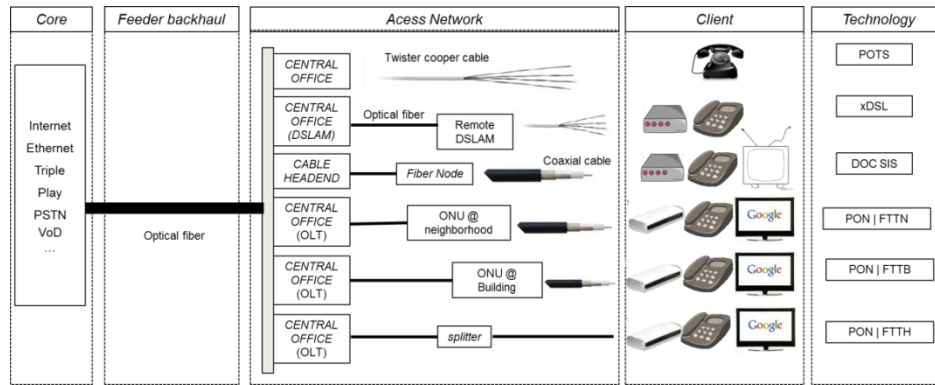 Core
Feeder backhaul
Acess Network
Client
Technology
Internet
Ethernet
Triple
Play
PSTN
VoD
...
Optical fiber
CENTRAL
OFFICE
Twister cooper cable
POTS
CENTRAL
OFFICE
(DSLAM)
Optical fiber
Remote
DSLAM
xDSL
CABLE
HEADEND
Fiber Node
Coaxial cable
DOC SIS
CENTRAL
OFFICE
(OLT)
ONU @
neighborhood
Google
PON | FTTN
CENTRAL
OFFICE
(OLT)
ONU @
Building
Google
PON | FTTB
CENTRAL
OFFICE
(OLT)
splitter
Google
PON | FTTH